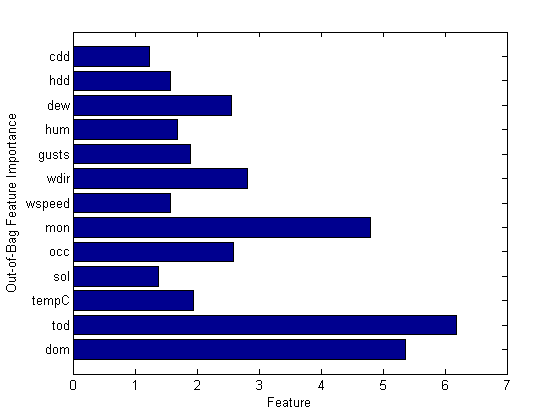 cdd
hdd
dew
hum
gusts
wdir
wspeed
mon
occ
sol
tempC
tod
dom
Out-of-Bag Feature Importance
0 1 2 3 4 5 6 7
Feature